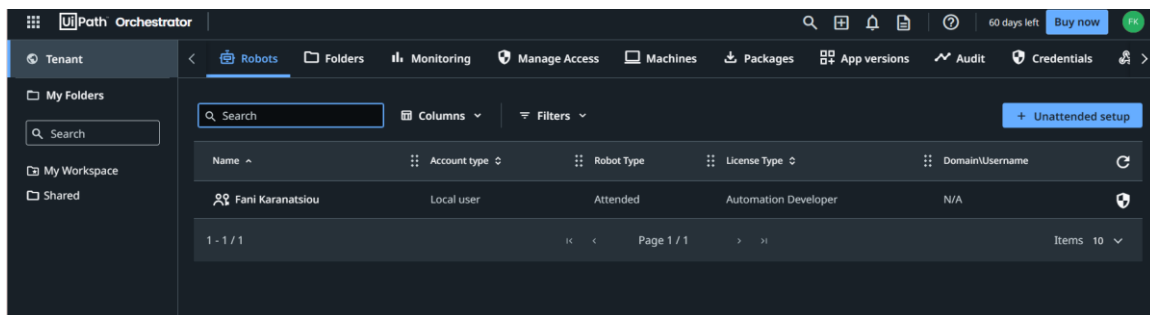 UiPath Orchestrator 60 days left Buy now FK
Tenant Robots Folders Monitoring Manage Access Machines Packages App versions Audit Credentials
My Folders
Search Columns Filters + Unattended setup
Search
Name Account type Robot Type License Type Domain\Username
My Workspace
Shared Fani Karanatsiou Local user Attended Automation Developer N/A
1 - 1 / 1 Page 1 / 1 Items 10